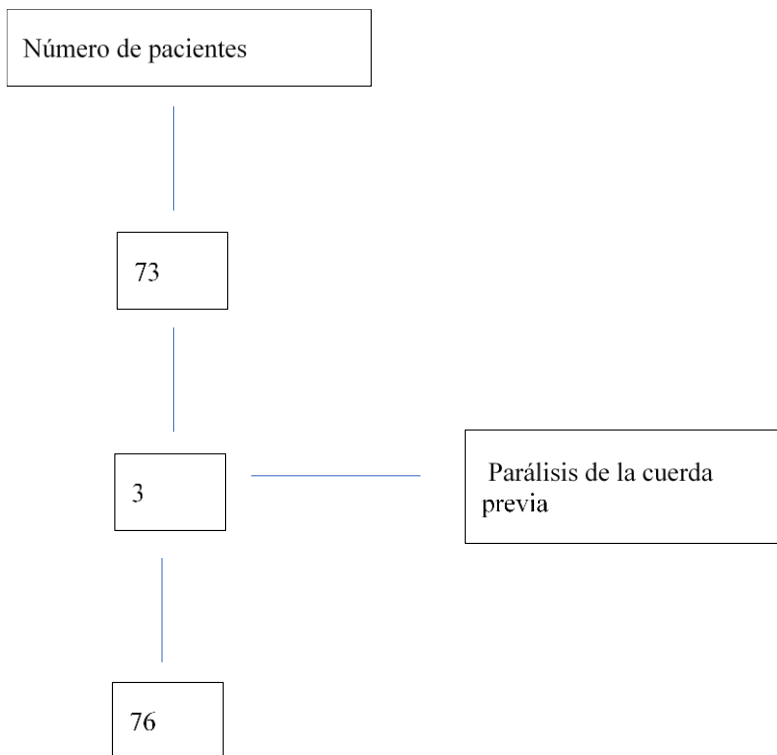 Número de pacientes
73
3
Parálisis de la cuerda
previa
76